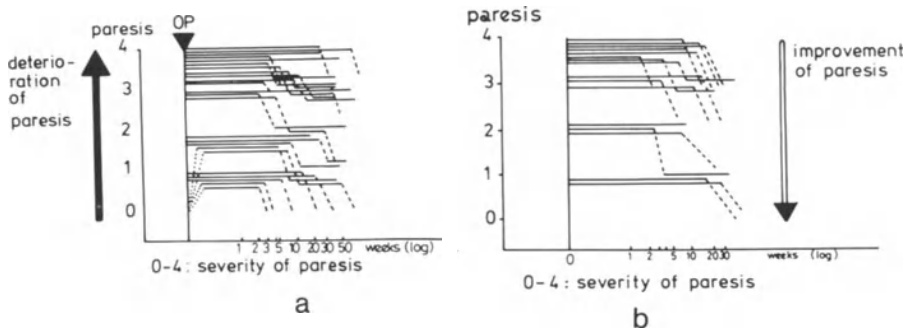 OP
paresis
4
3
2
1
0
deterio-
ration
of
paresis
1 2 3 5 10 20 30 50 weeks (log)
0-4: severity of paresis
a
paresis
4
3
2
1
0
improvement
of paresis
0
1 2 5 10 20 30 weeks (log)
0-4: severity of paresis
b